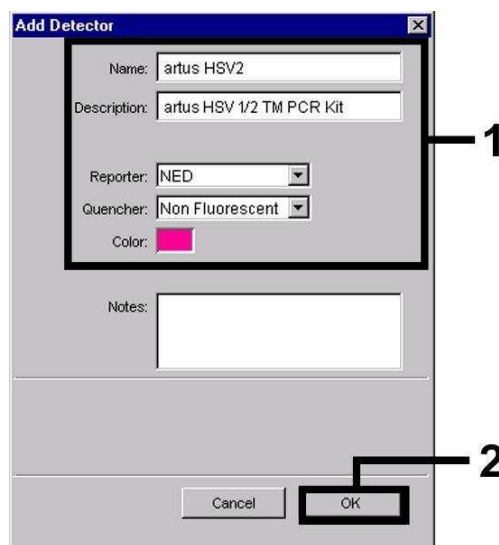 Add Detector
Name: artus HSV2
Description: artus HSV 1/2 TM PCR Kit
1
Reporter: NED
Quencher: Non Fluorescent
Color:
Notes:
2
Cancel OK